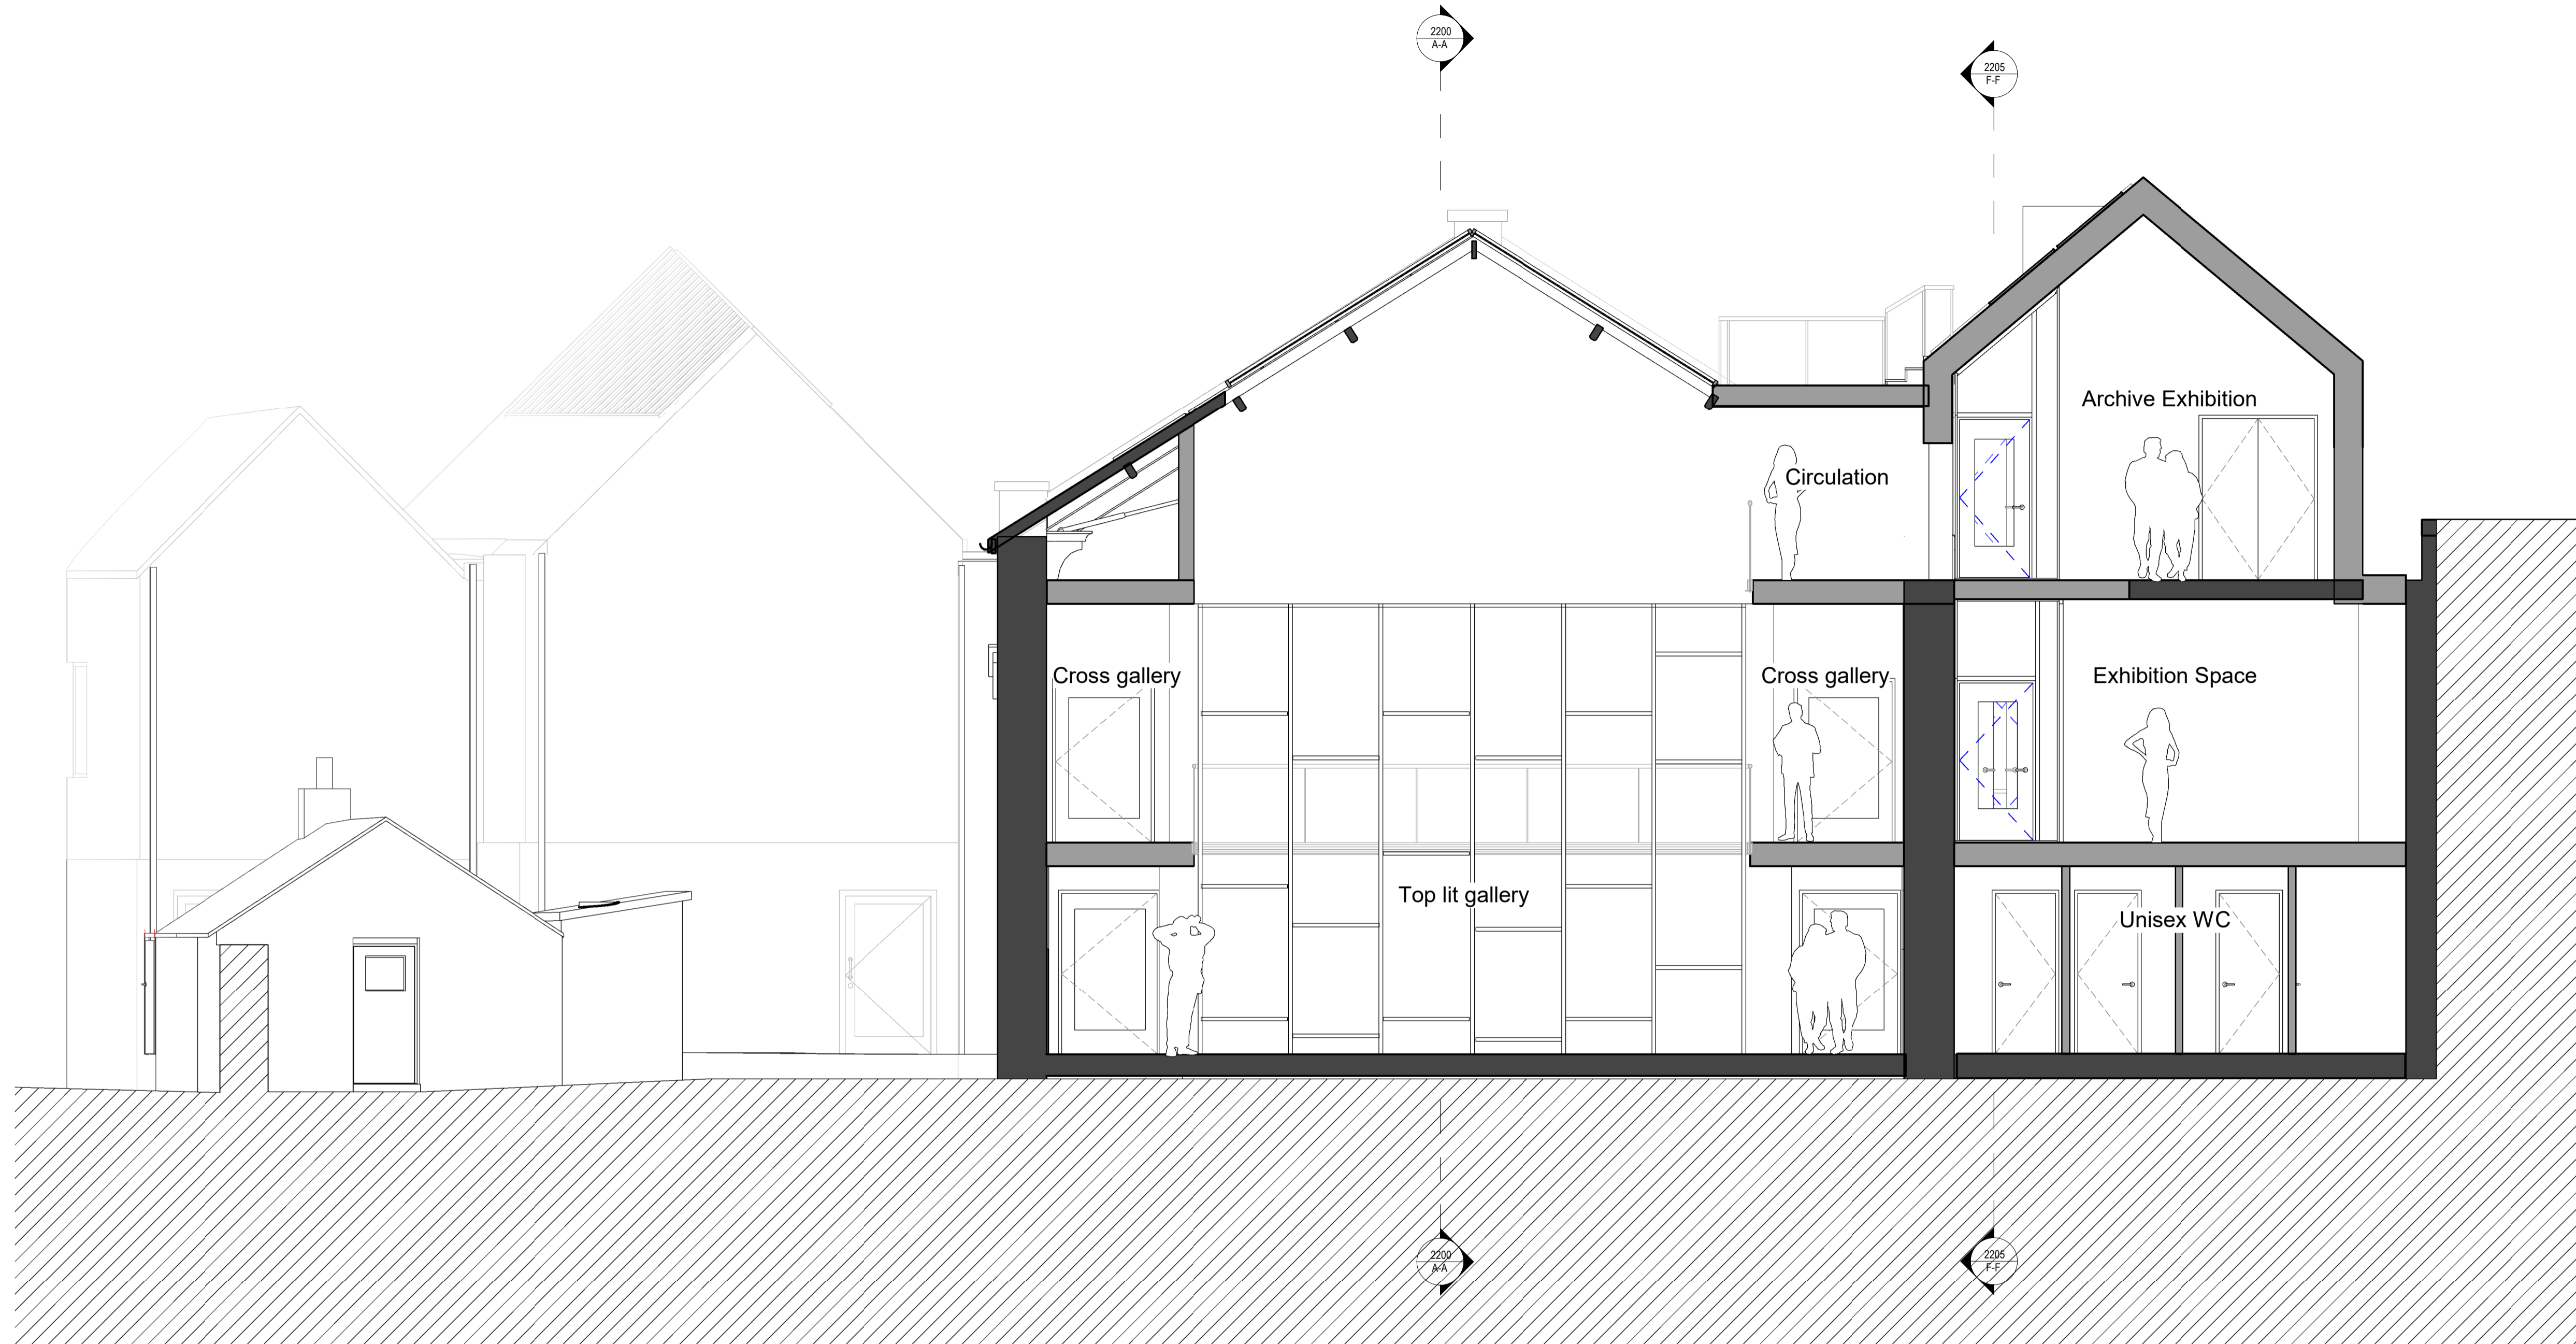 2200
A-A
2205
F-F
Archive Exhibition
Circulation
Cross gallery
Cross gallery
Exhibition Space
Top lit gallery
Unisex WC
2200
A-A
2205
F-F